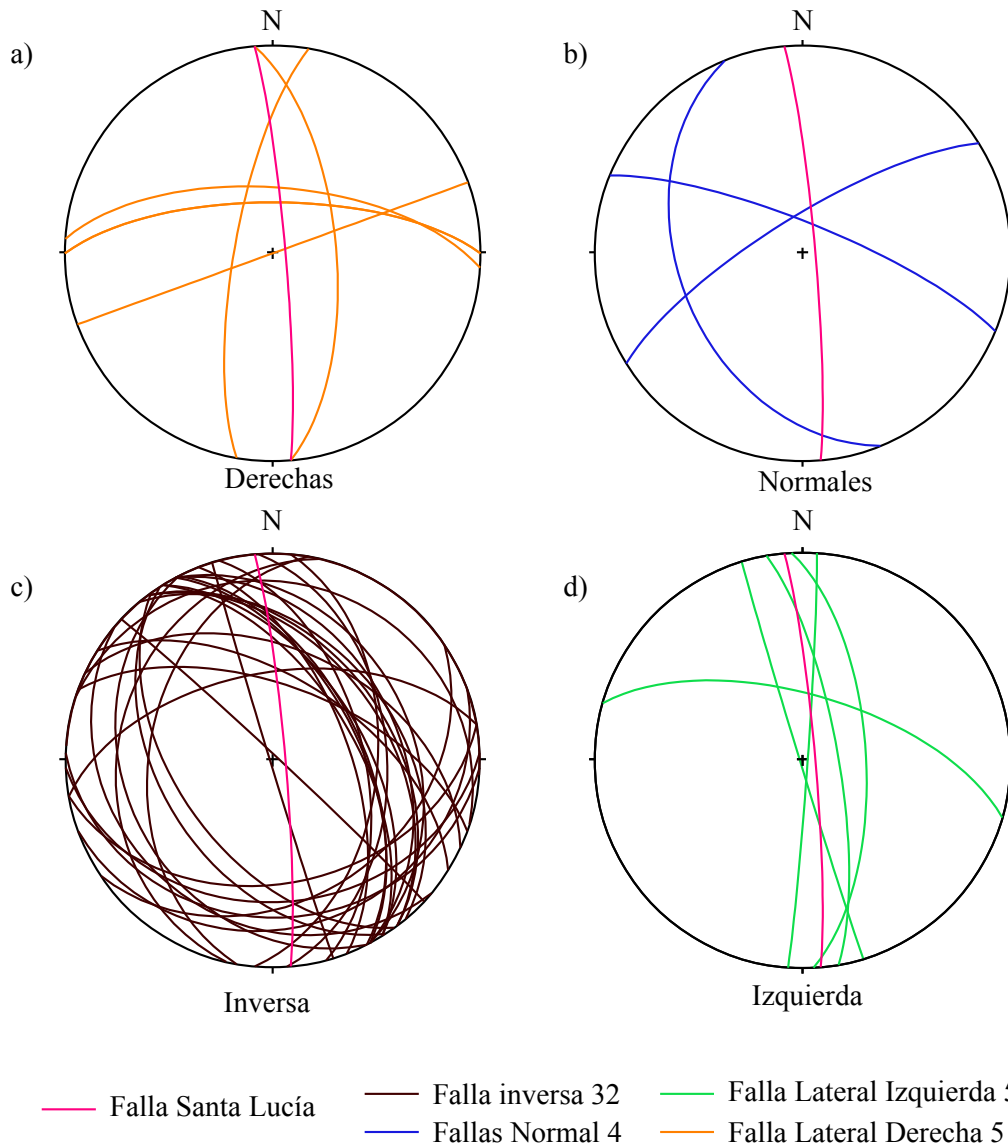 N
N
a)
b)
Derechas
Normales
N
N
c)
d)
Inversa
Izquierda
Falla Santa Lucía
Falla inversa 32
Falla Lateral Izquierda 5
Fallas Normal 4
Falla Lateral Derecha 5